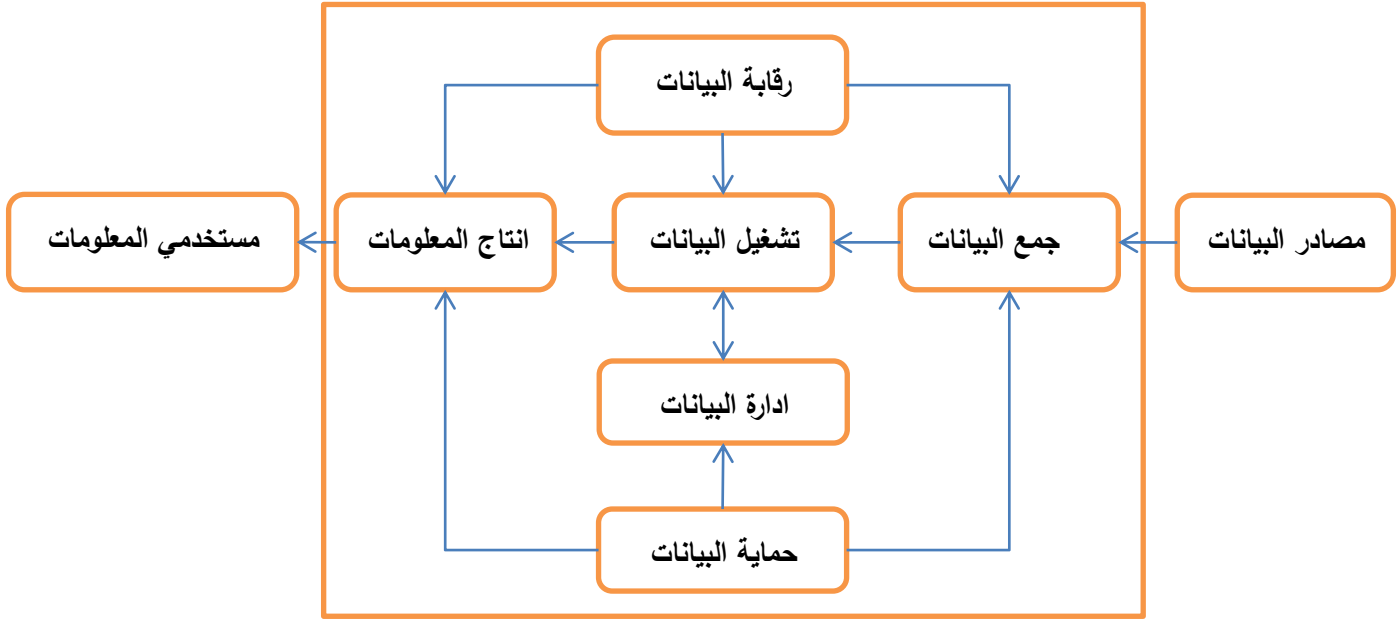 رقابة البيانات
مصادر البيانات
جمع البيانات
تشغيل البيانات
انتاج المعلومات
مستخدمي المعلومات
ادارة البيانات
حماية البيانات